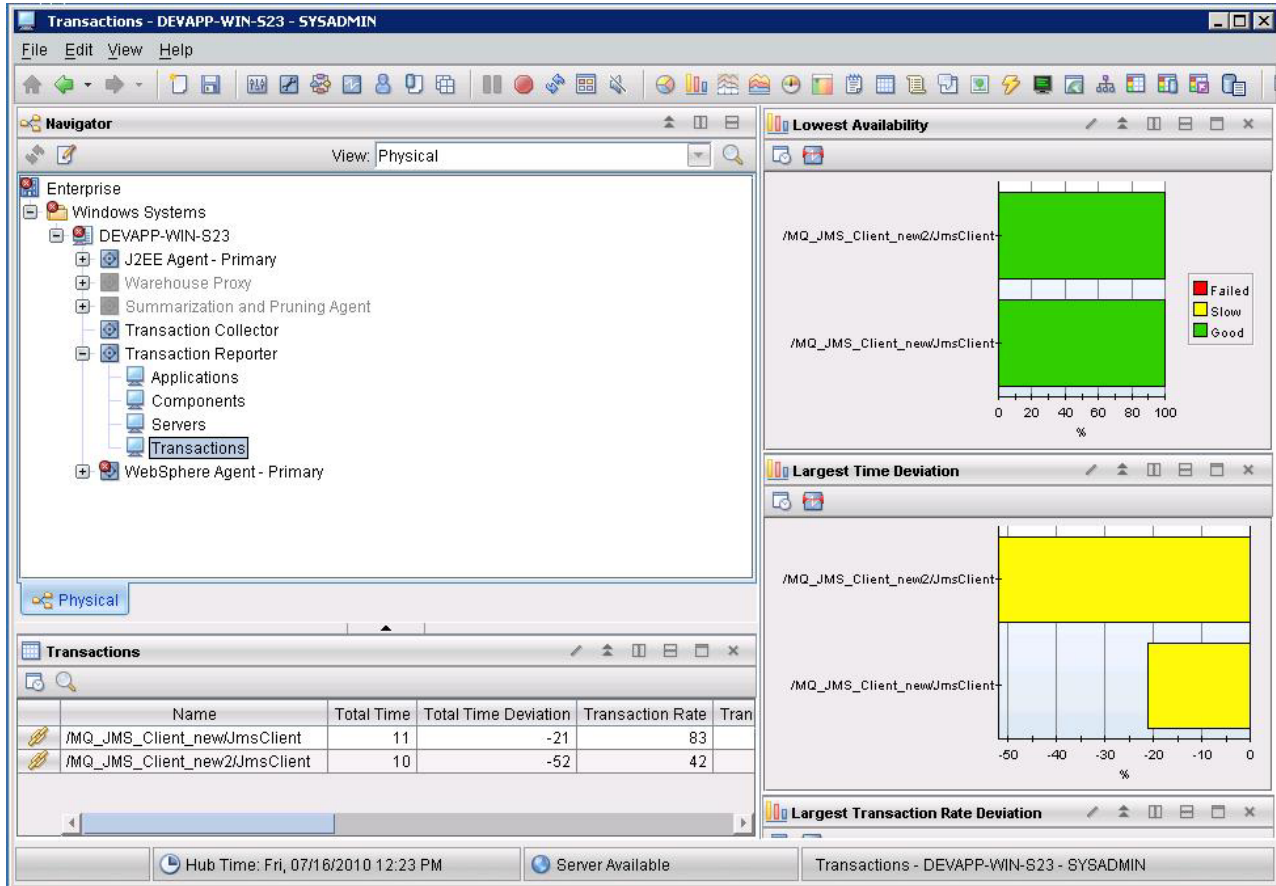 Transactions - DEVAPP-WIN-S23 - SYSADMIN
File Edit View Help
Navigator
View: Physical
Enterprise
Windows Systems
DEVAPP-WIN-S23
J2EE Agent - Primary
Warehouse Proxy
Summarization and Pruning Agent
Transaction Collector
Transaction Reporter
Applications
Components
Servers
Transactions
WebSphere Agent - Primary
Physical
Transactions
Name Total Time Total Time Deviation Transaction Rate Tran
/MQ_JMS_Client_new/JmsClient 11 -21 83
/MQ_JMS_Client_new2/JmsClient 10 -52 42
Lowest Availability
/MQ_JMS_Client_new2/JmsClient
/MQ_JMS_Client_new/JmsClient
Failed
Slow
Good
0 20 40 60 80 100
%
Largest Time Deviation
/MQ_JMS_Client_new2/JmsClient
/MQ_JMS_Client_new/JmsClient
-50 -40 -30 -20 -10 0
%
Largest Transaction Rate Deviation
Hub Time: Fri, 07/16/2010 12:23 PM
Server Available
Transactions - DEVAPP-WIN-S23 - SYSADMIN